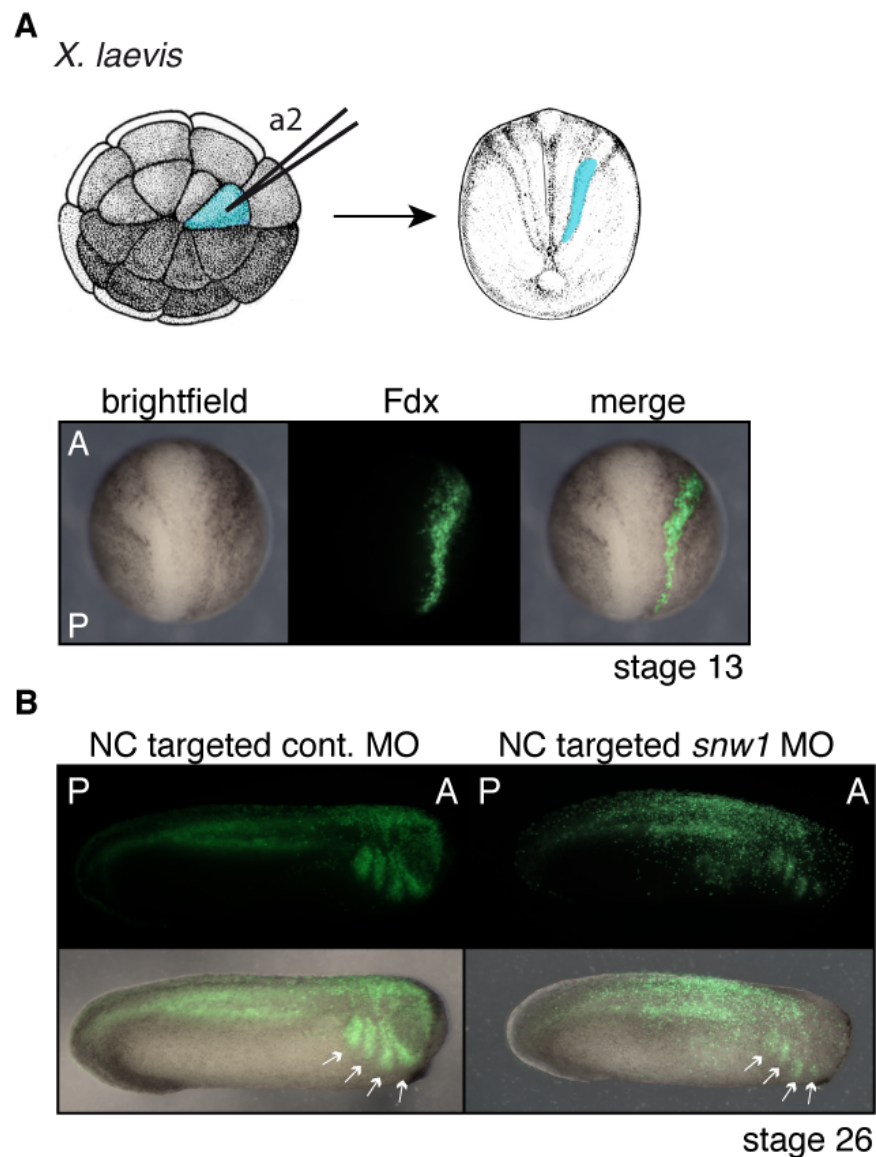 A
X. laevis
a2
brightfield Fdx merge
A
P
stage 13
B
NC targeted cont. MO NC targeted snw1 MO
P A P A
stage 26